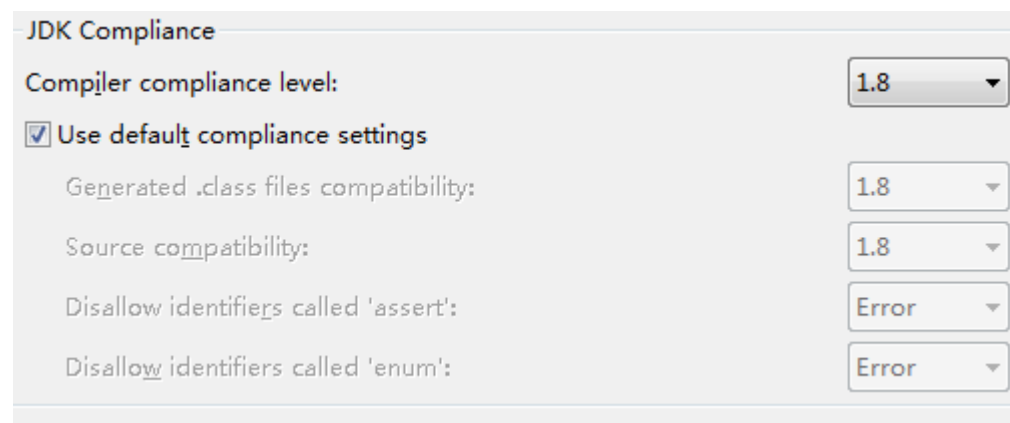 JDK Compliance
Compiler compliance level: 1.8
Use default compliance settings
Generated .class files compatibility: 1.8
Source compatibility: 1.8
Disallow identifiers called 'assert': Error
Disallow identifiers called 'enum': Error